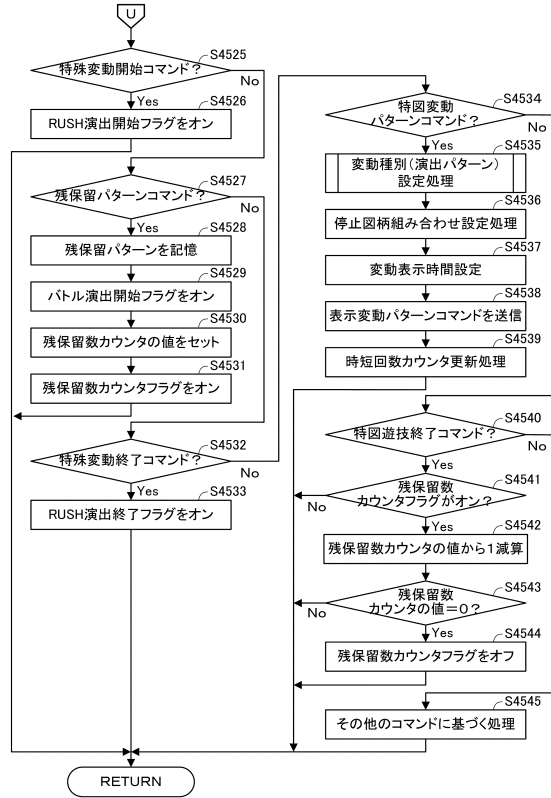 U
特殊変動開始コマンド？
S4525
No
Yes
S4526
RUSH演出開始フラグをオン
残保留パターンコマンド？
S4527
No
Yes
S4528
残保留パターンを記憶
S4529
バトル演出開始フラグをオン
S4530
残保留数カウンタの値をセット
S4531
残保留数カウンタフラグをオン
特殊変動終了コマンド？
S4532
No
Yes
S4533
RUSH演出終了フラグをオン
RETURN
特図変動
パターンコマンド？
S4534
No
Yes
S4535
変動種別（演出パターン）
設定処理
S4536
停止図柄組み合わせ設定処理
S4537
変動表示時間設定
S4538
表示変動パターンコマンドを送信
S4539
時短回数カウンタ更新処理
特図遊技終了コマンド？
S4540
No
Yes
S4541
残保留数
カウンタフラグがオン？
No
Yes
S4542
残保留数カウンタの値から１減算
S4543
残保留数
カウンタの値＝０？
No
Yes
S4544
残保留数カウンタフラグをオフ
S4545
その他のコマンドに基づく処理